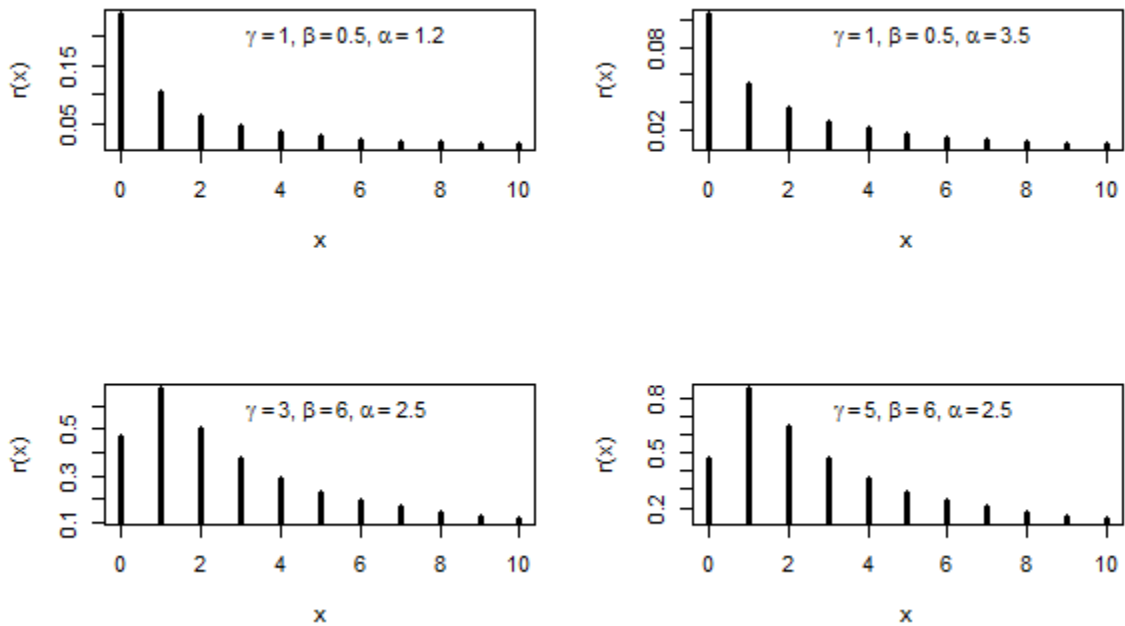 γ = 1, β = 0.5, α = 1.2
r(x)
0.15
0.05
0 2 4 6 8 10
x
γ = 1, β = 0.5, α = 3.5
r(x)
0.08
0.02
0 2 4 6 8 10
x
γ = 3, β = 6, α = 2.5
r(x)
0.5
0.3
0.1
0 2 4 6 8 10
x
γ = 5, β = 6, α = 2.5
r(x)
0.8
0.5
0.2
0 2 4 6 8 10
x